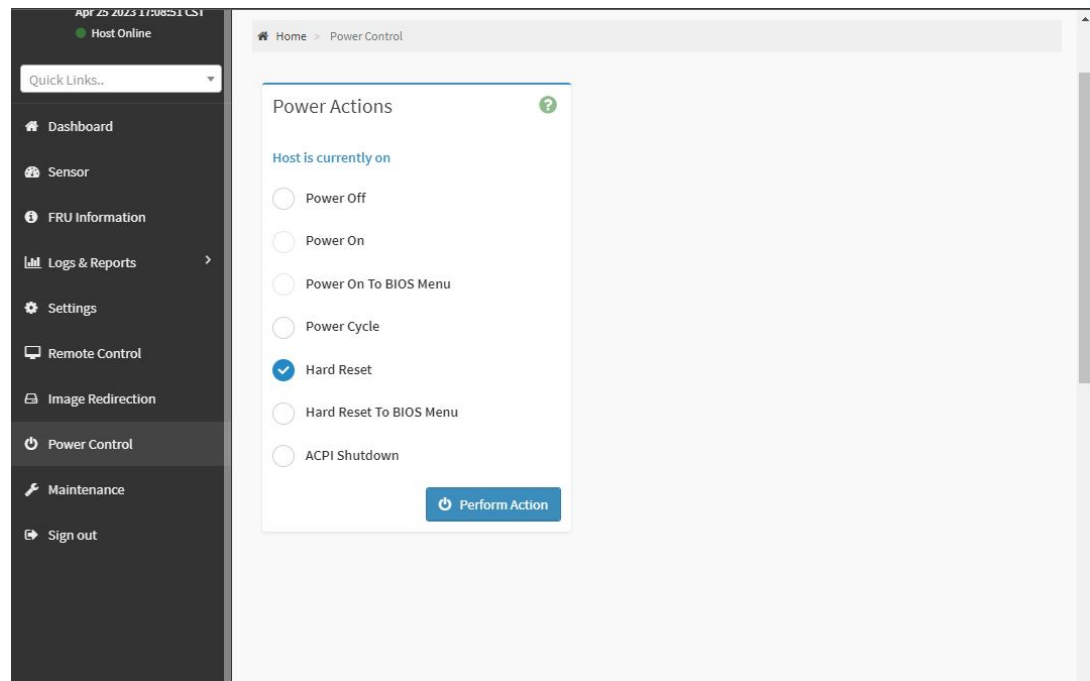 Apr 25 2023 17:08:51 CST
Host Online
Quick Links..
Dashboard
Sensor
FRU Information
Logs & Reports
Settings
Remote Control
Image Redirection
Power Control
Maintenance
Sign out
Home > Power Control
Power Actions
Host is currently on
Power Off
Power On
Power On To BIOS Menu
Power Cycle
Hard Reset
Hard Reset To BIOS Menu
ACPI Shutdown
Perform Action